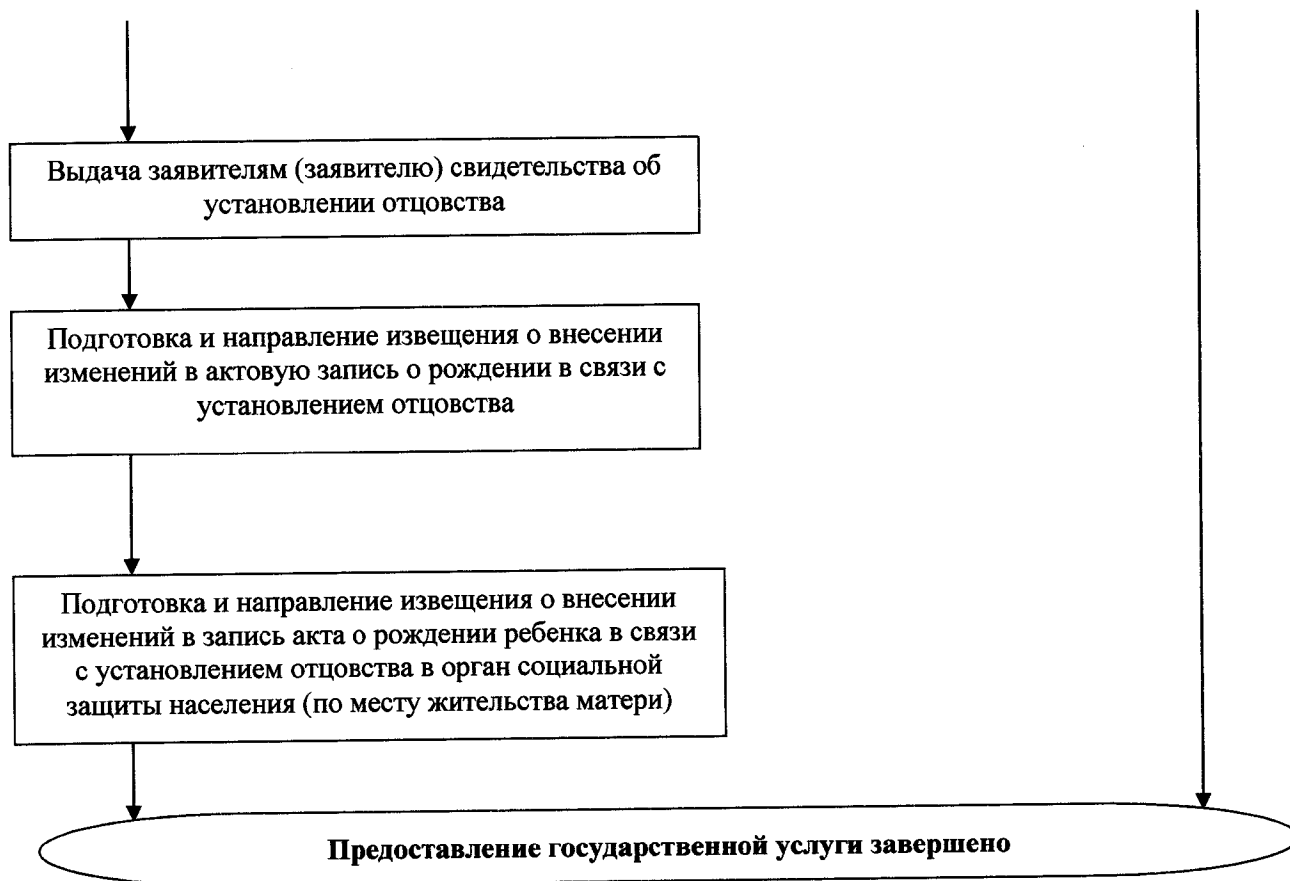 Выдача заявителям (заявителю) свидетельства об
установлении отцовства
Подготовка и направление извещения о внесении
изменений в актовую запись о рождении в связи с
установлением отцовства
Подготовка и направление извещения о внесении
изменений в запись акта о рождении ребенка в связи
с установлением отцовства в орган социальной
защиты населения (по месту жительства матери)
Предоставление государственной услуги завершено